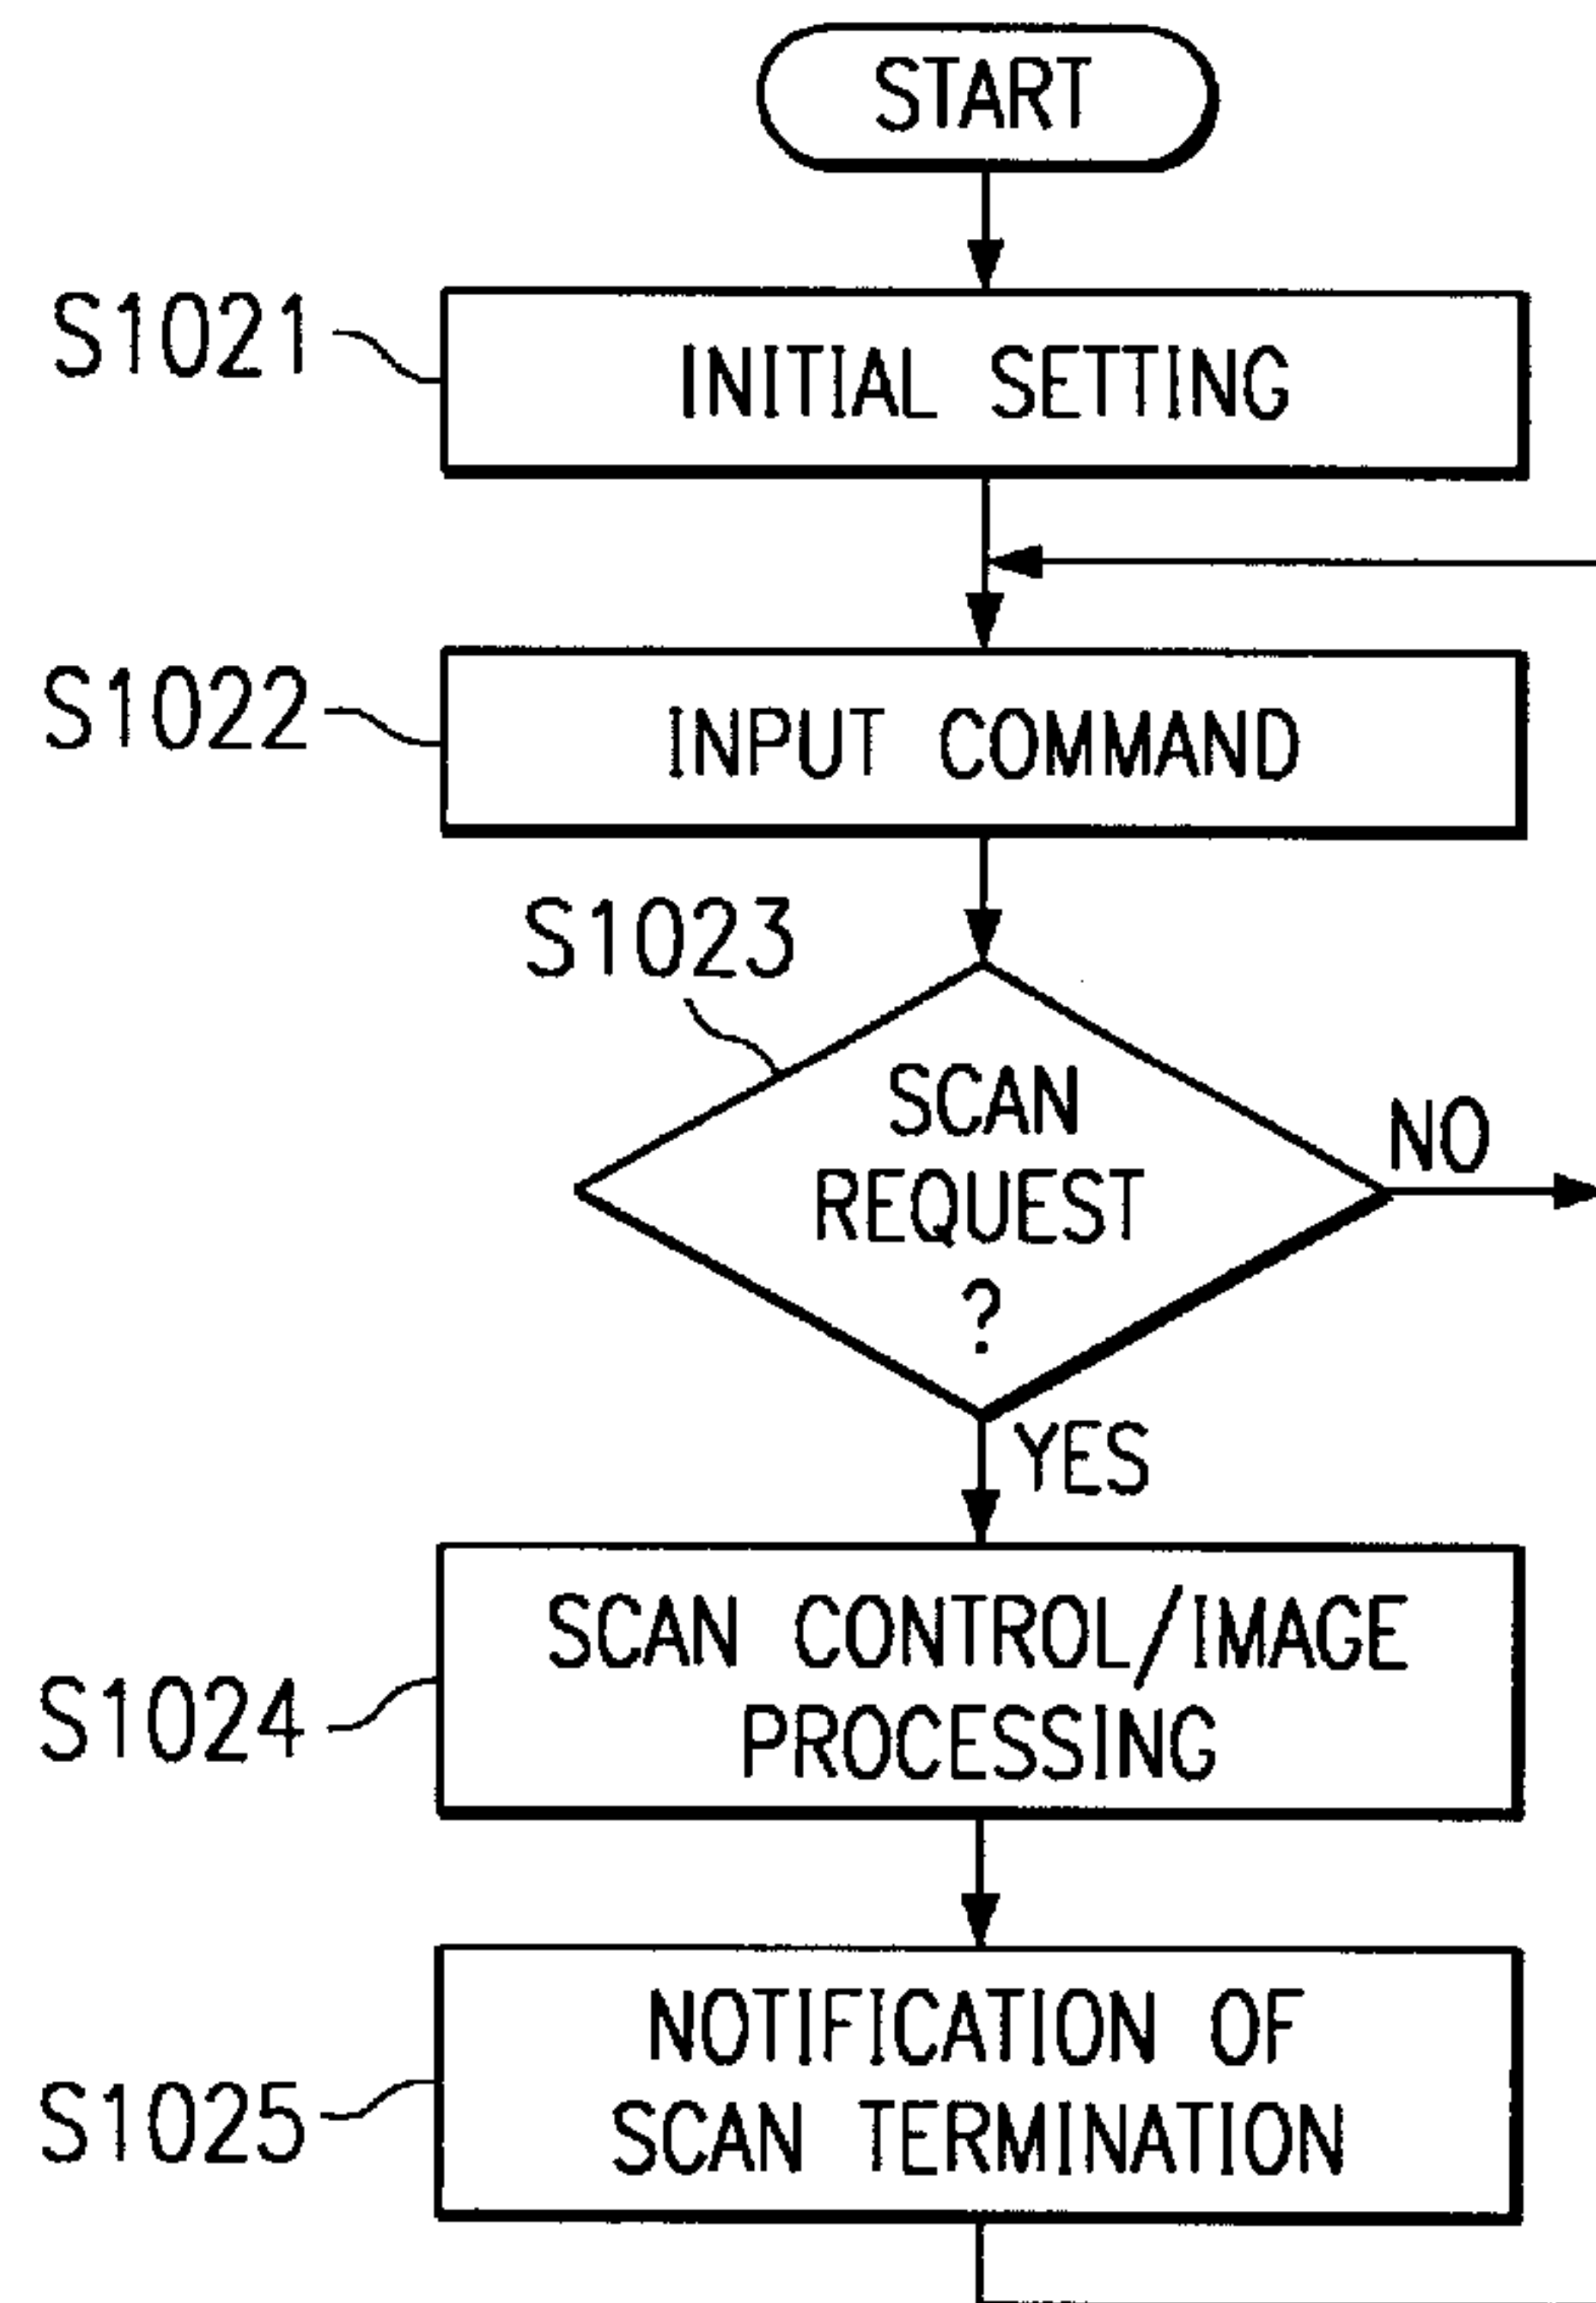 START
S1021
INITIAL SETTING
S1022
INPUT COMMAND
S1023
SCAN
REQUEST
?
NO
YES
S1024
SCAN CONTROL/IMAGE
PROCESSING
S1025
NOTIFICATION OF
SCAN TERMINATION